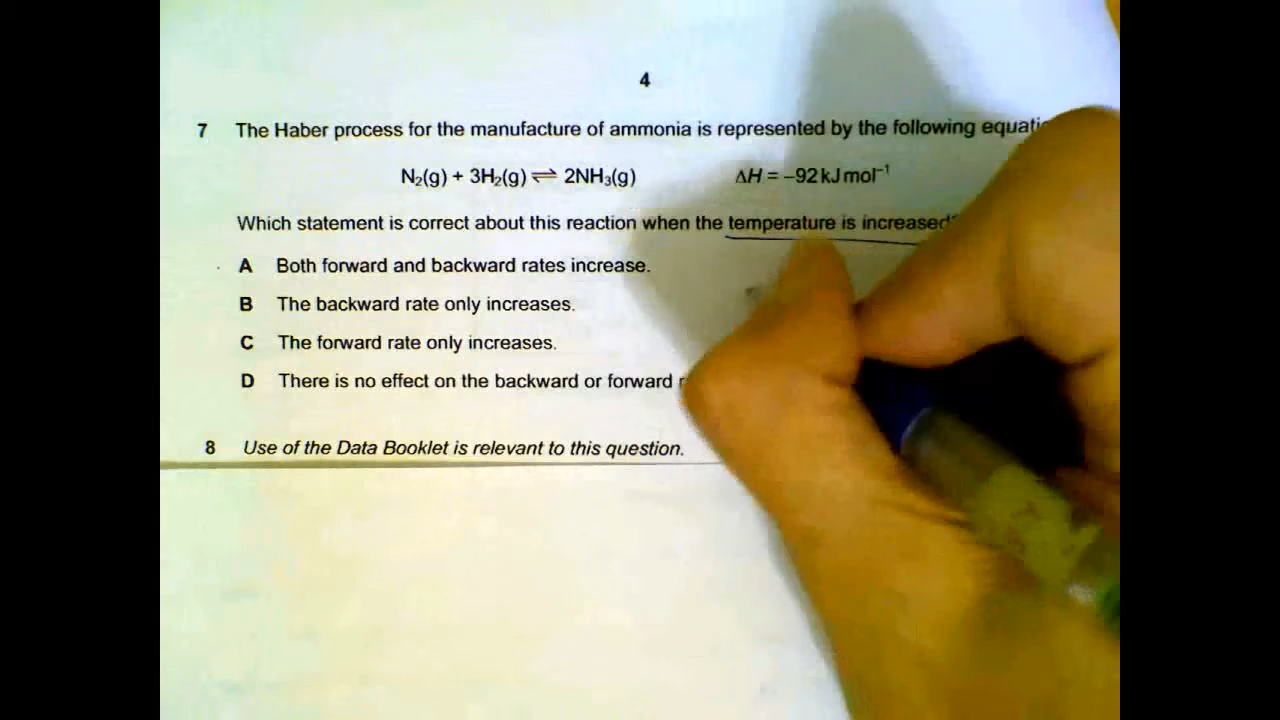 4
7 The Haber process for the manufacture of ammonia is represented by the following
N₂(g) + 3H₂(g) ⇌ 2NH₃(g) ΔH = –92 kJ mol⁻¹
Which statement is correct about this reaction when the temperature is increased
A Both forward and backward rates increase.
B The backward rate only increases.
C The forward rate only increases.
D There is no effect on the backward or forward
8 Use of the Data Booklet is relevant to this question.